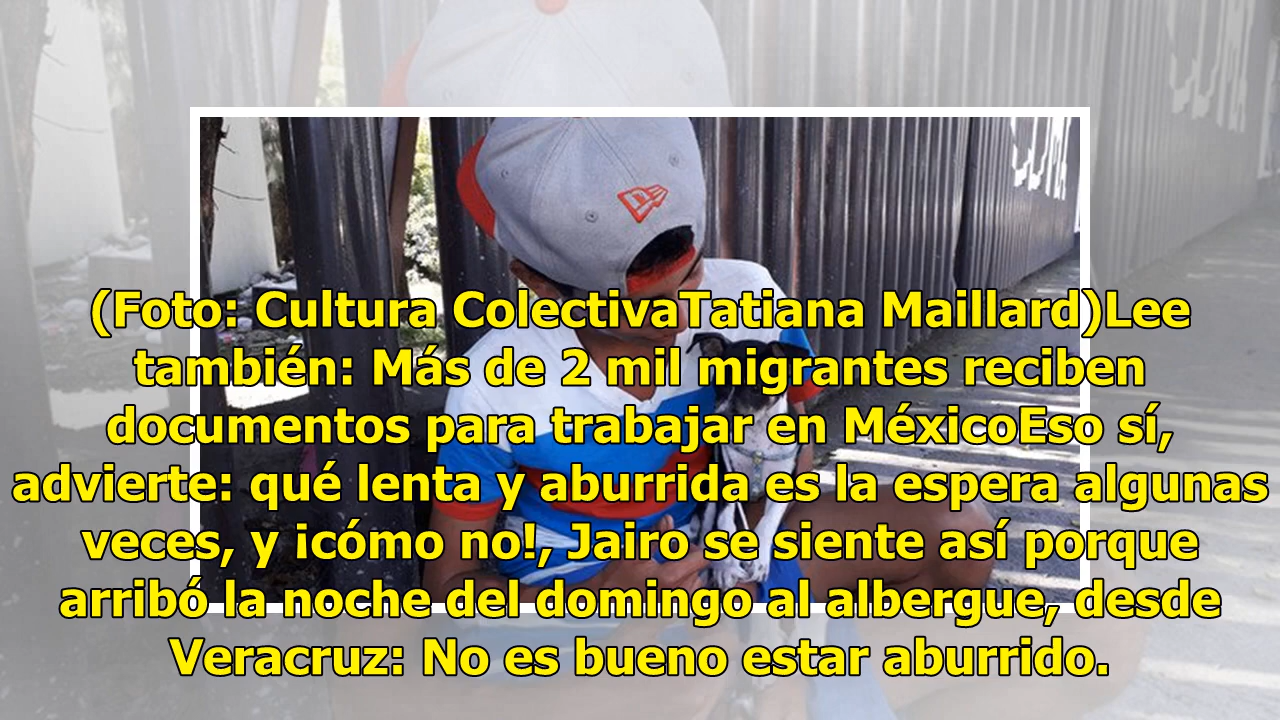 (Foto: Cultura ColectivaTatiana Maillard)Lee
también: Más de 2 mil migrantes reciben
documentos para trabajar en MéxicoEso sí,
advierte: qué lenta y aburrida es la espera algunas
veces, y ¡cómo no!, Jairo se siente así porque
arribó la noche del domingo al albergue, desde
Veracruz: No es bueno estar aburrido.